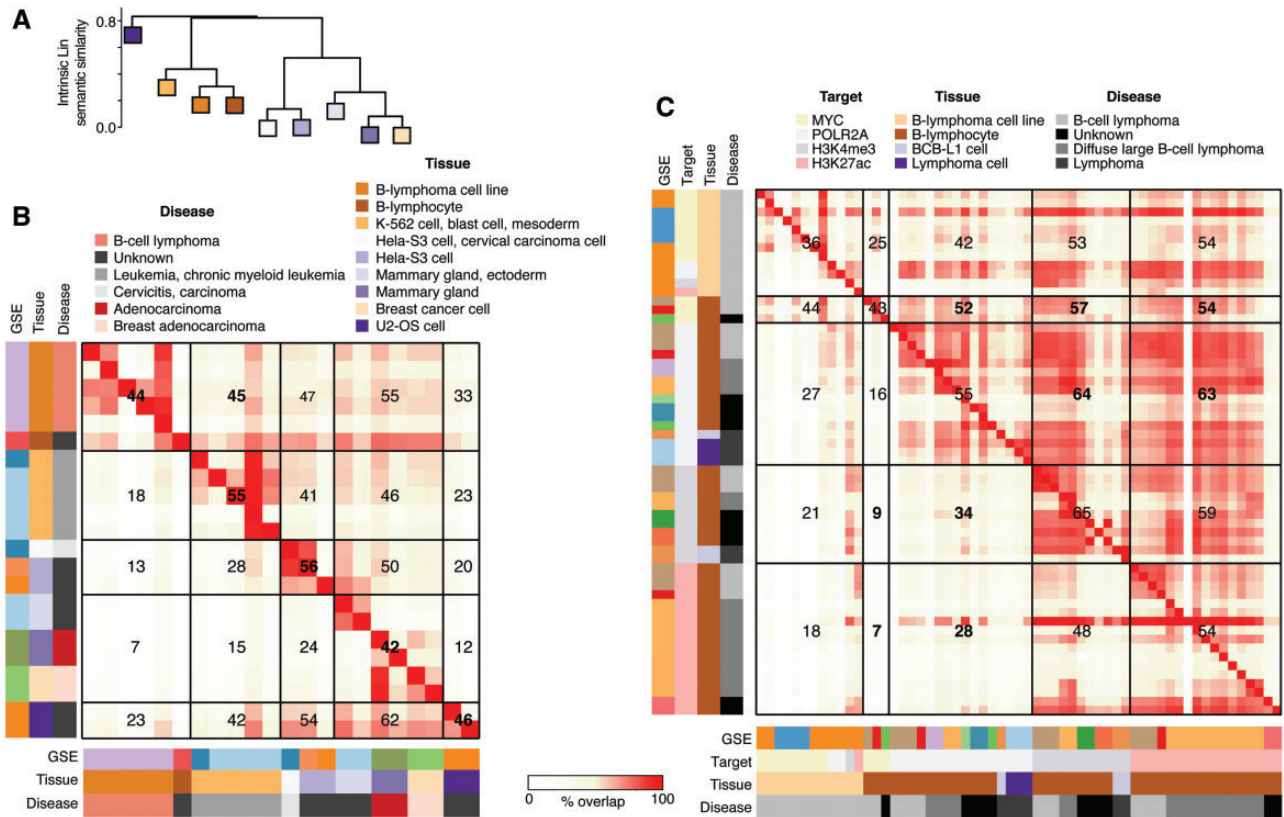 A
0.8
0.0
Intrinsic Lin
semantic similarity
Tissue
B-lymphoma cell line
B-lymphocyte
K-562 cell, blast cell, mesoderm
Hela-S3 cell, cervical carcinoma cell
Hela-S3 cell
Mammary gland, ectoderm
Mammary gland
Breast cancer cell
U2-OS cell
B
Disease
B-cell lymphoma
Unknown
Leukemia, chronic myeloid leukemia
Cervicitis, carcinoma
Adenocarcinoma
Breast adenocarcinoma
GSE Tissue Disease
44 45 47 55 33
18 55 41 46 23
13 28 56 50 20
7 15 24 42 12
23 42 54 62 46
GSE
Tissue
Disease
0 % overlap 100
C
Target
MYC
POLR2A
H3K4me3
H3K27ac
Tissue
B-lymphoma cell line
B-lymphocyte
BCB-L1 cell
Lymphoma cell
Disease
B-cell lymphoma
Unknown
Diffuse large B-cell lymphoma
Lymphoma
GSE Target Tissue Disease
36 25 42 53 54
44 43 52 57 54
27 16 55 64 63
21 9 34 65 59
18 7 28 48 54
GSE
Target
Tissue
Disease